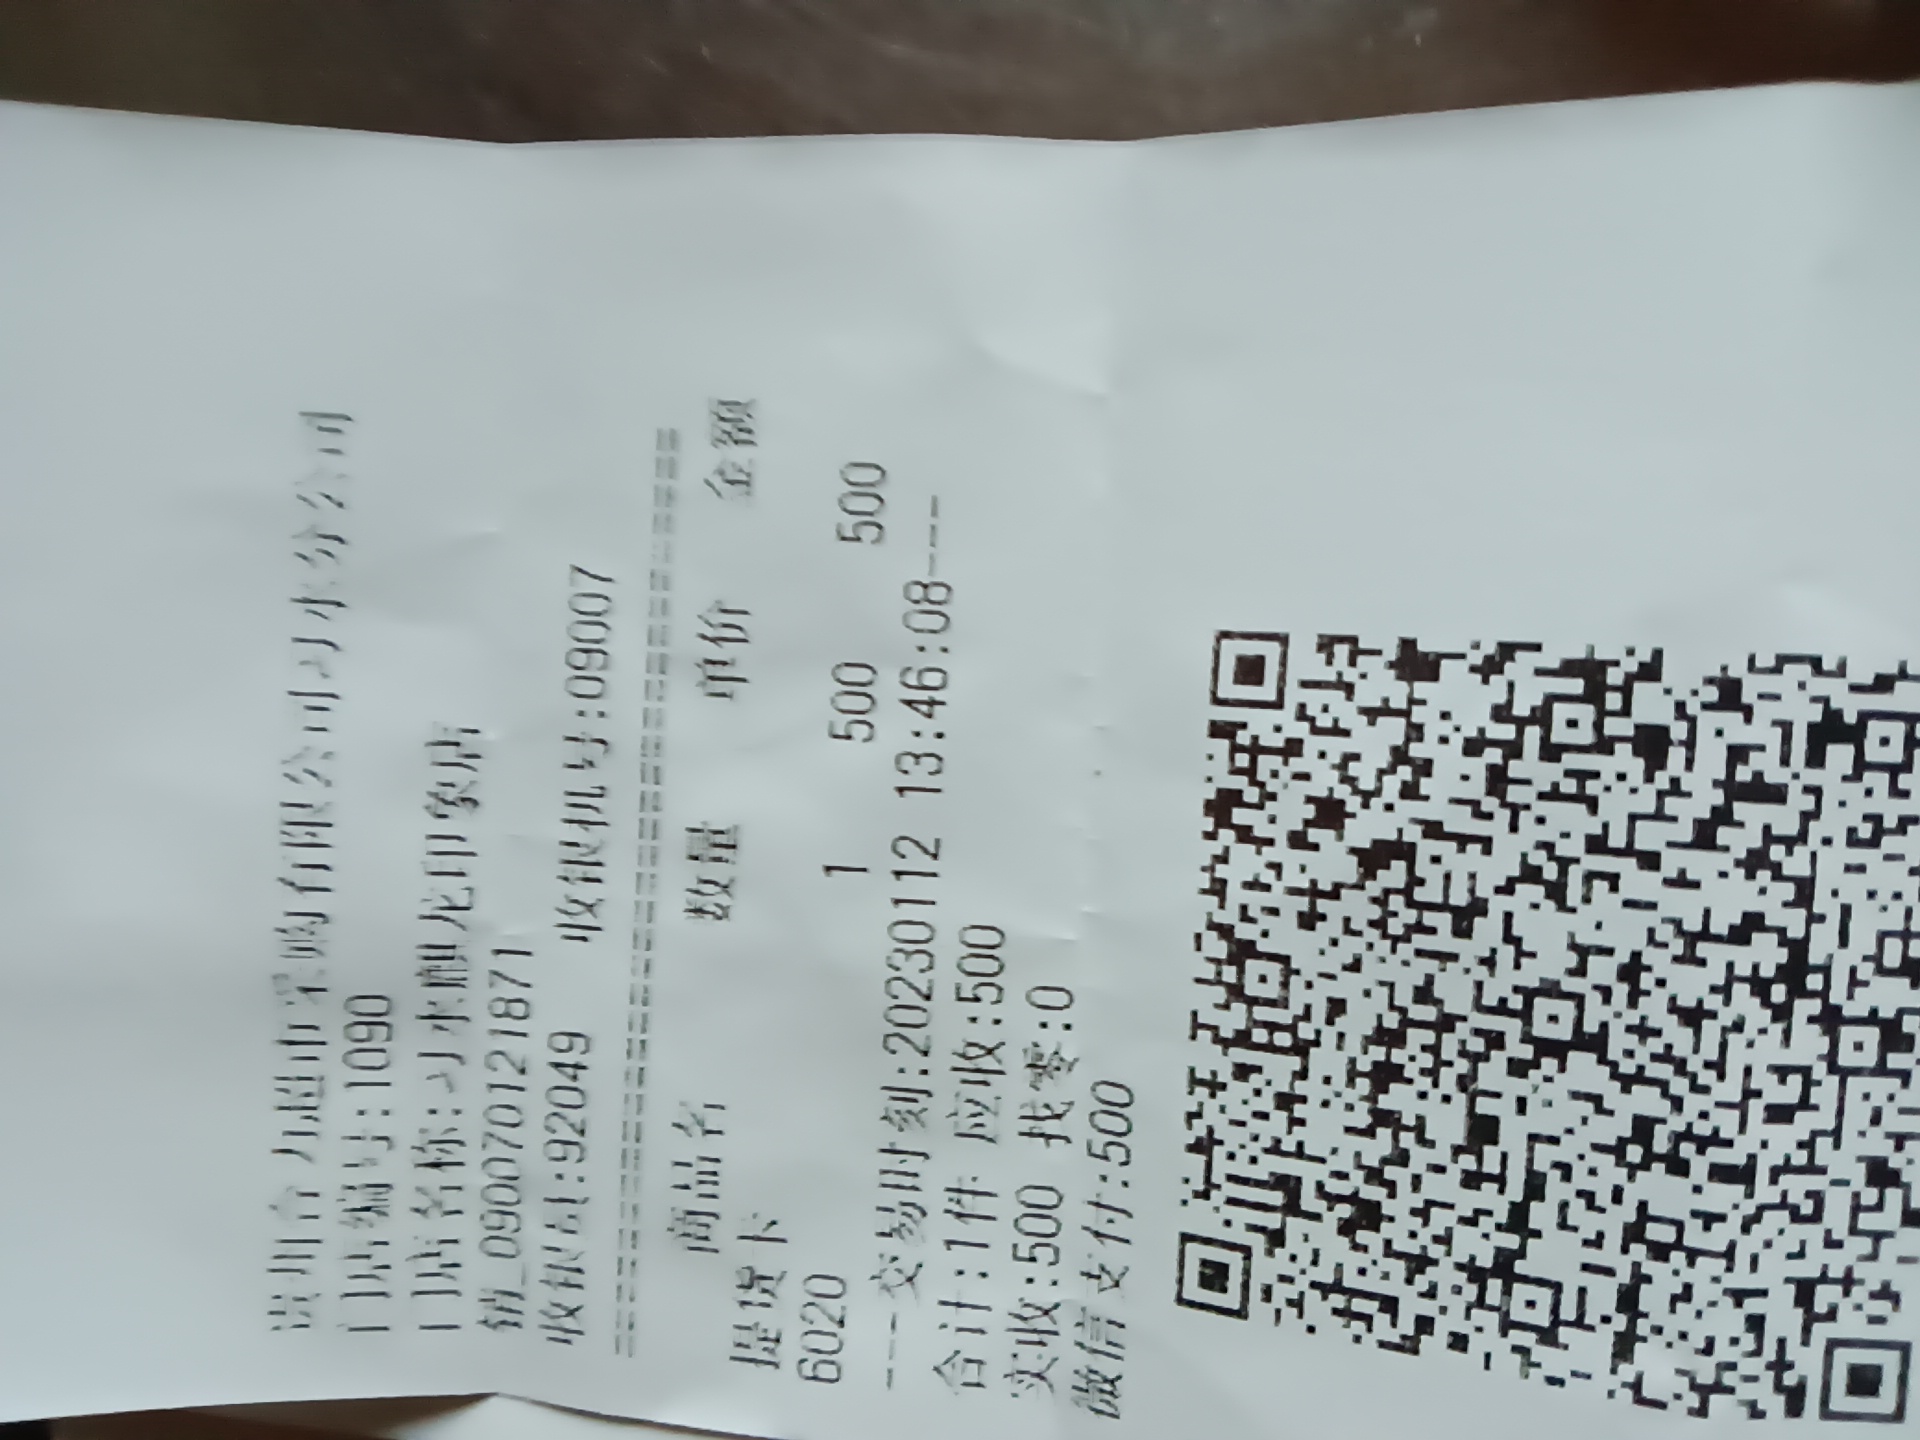 贵州合力超市采购有限公司习水分公司
门店编号:1090
门店名称:习水麒龙印象店
销_090070121871
收银员:92049 收银机号:09007
==========================================
商品名 数量 单价 金额
提货卡
6020 1 500 500
----交易时刻:20230112 13:46:08----
合计:1件 应收:500
实收:500 找零:0
微信支付:500